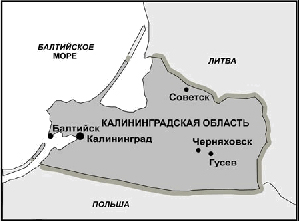 БАЛТИЙСКОЕ
МОРЕ
ЛИТВА
Советск
КАЛИНИНГРАДСКАЯ ОБЛАСТЬ
Балтийск
Калининград
Черняховск
Гусев
ПОЛЬША